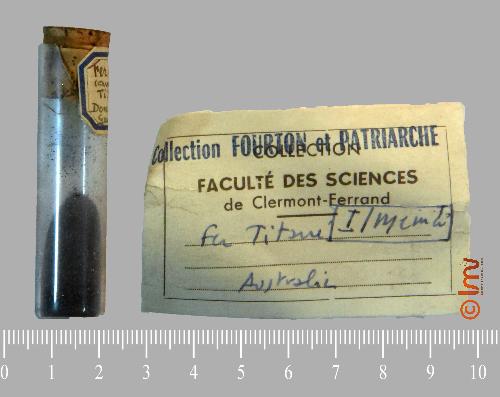 Collection FOURTON et PATRIARCHE
COLLECTION
FACULTÉ DES SCIENCES
de Clermont-Ferrand
Fer Titané [Ilménite]
Australie
lmv
0 1 2 3 4 5 6 7 8 9 10